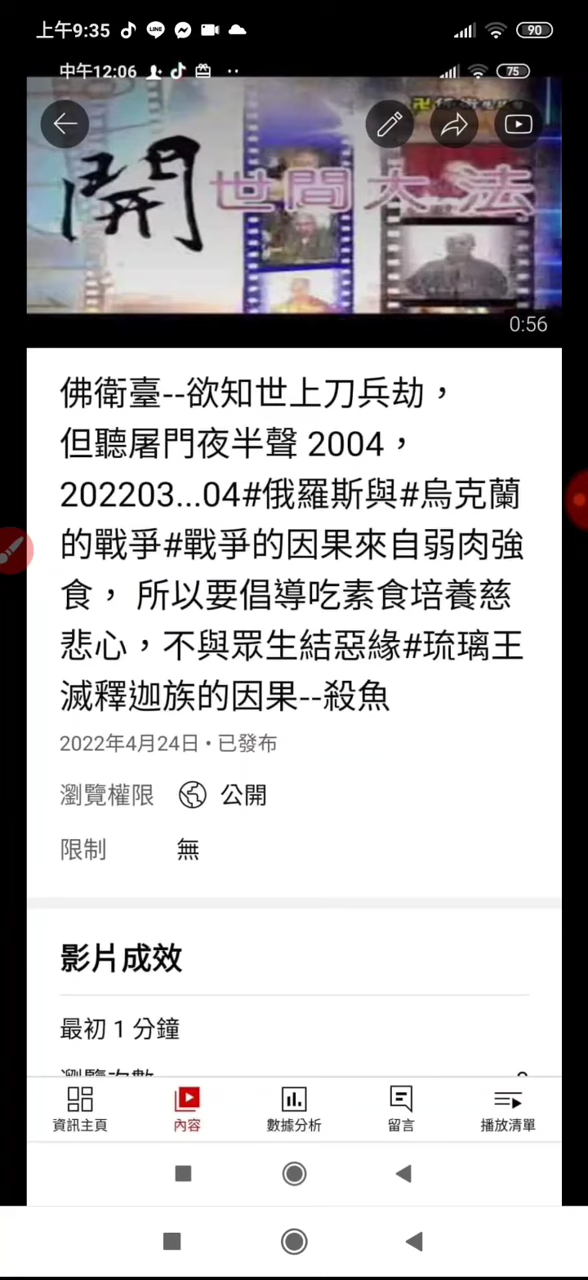 上午9:35
90
中午12:06
75
開
世間大法
0:56
佛衛臺--欲知世上刀兵劫，
但聽屠門夜半聲 2004，
202203...04#俄羅斯與#烏克蘭
的戰爭#戰爭的因果來自弱肉強
食， 所以要倡導吃素食培養慈
悲心，不與眾生結惡緣#琉璃王
滅釋迦族的因果--殺魚
2022年4月24日 • 已發布
瀏覽權限 公開
限制 無
影片成效
最初 1 分鐘
瀏覽次數
資訊主頁 內容 數據分析 留言 播放清單